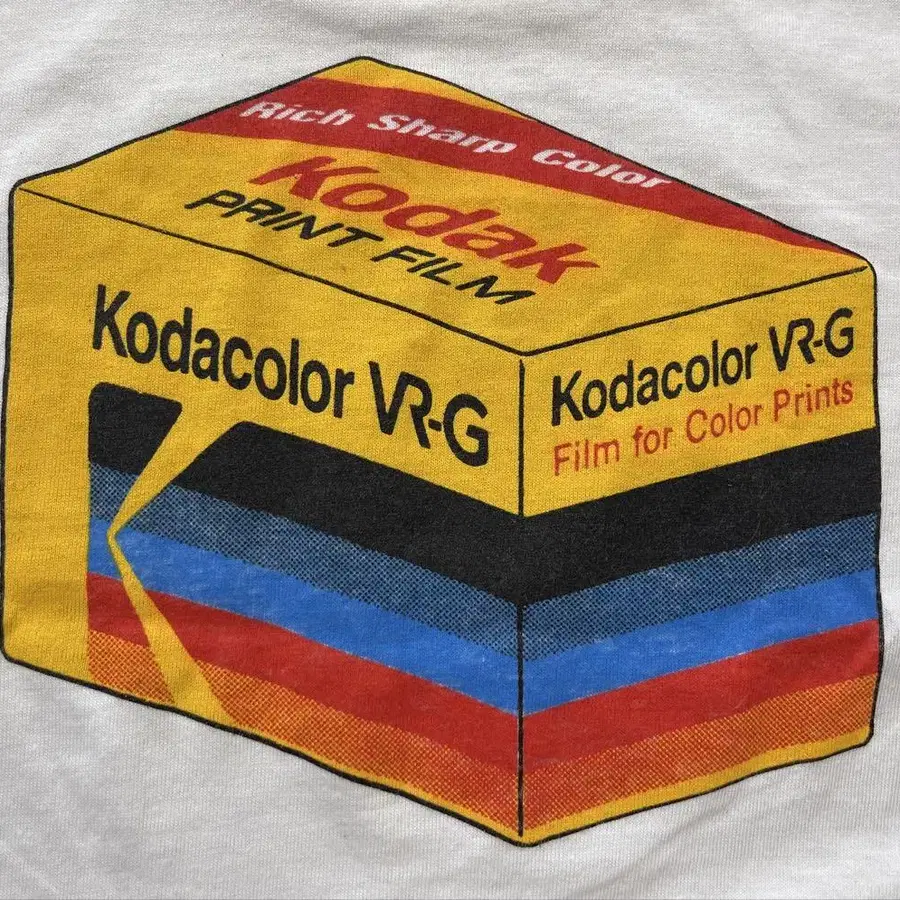 Rich Sharp Color
Kodak
PRINT FILM
Kodacolor VR-G
Kodacolor VR-G
Film for Color Prints